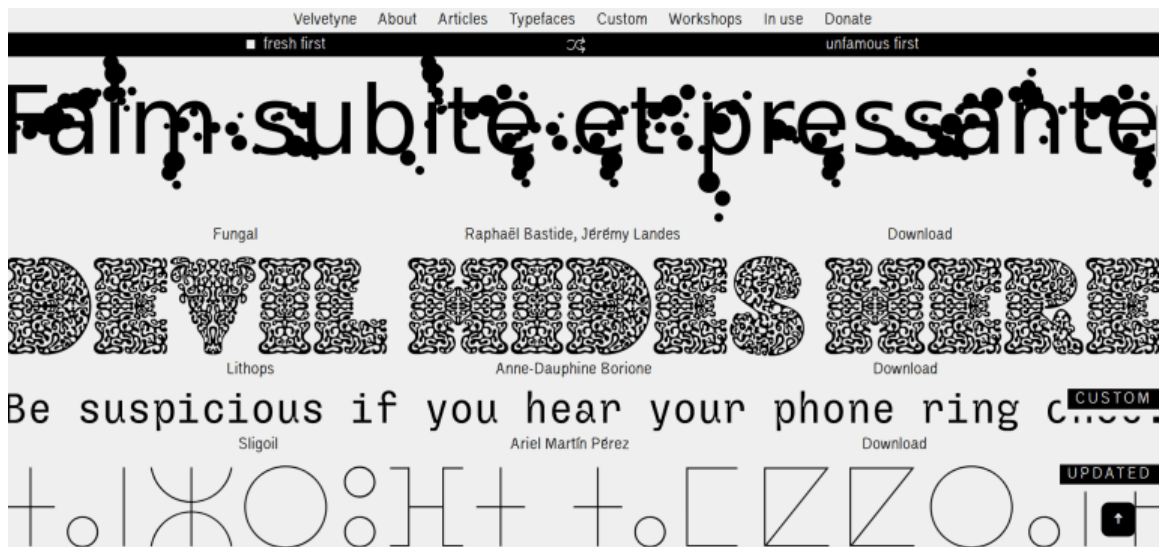 Velvetyne About Articles Typefaces Custom Workshops In use Donate
fresh first unfamous first
Faim subite et pressante
Fungal Raphaël Bastide, Jérémy Landes Download
DEVIL HIDES HERE
Lithops Anne-Dauphine Borione Download
Be suspicious if you hear your phone ring
CUSTOM
Sligoil Ariel Martín Pérez Download
UPDATED